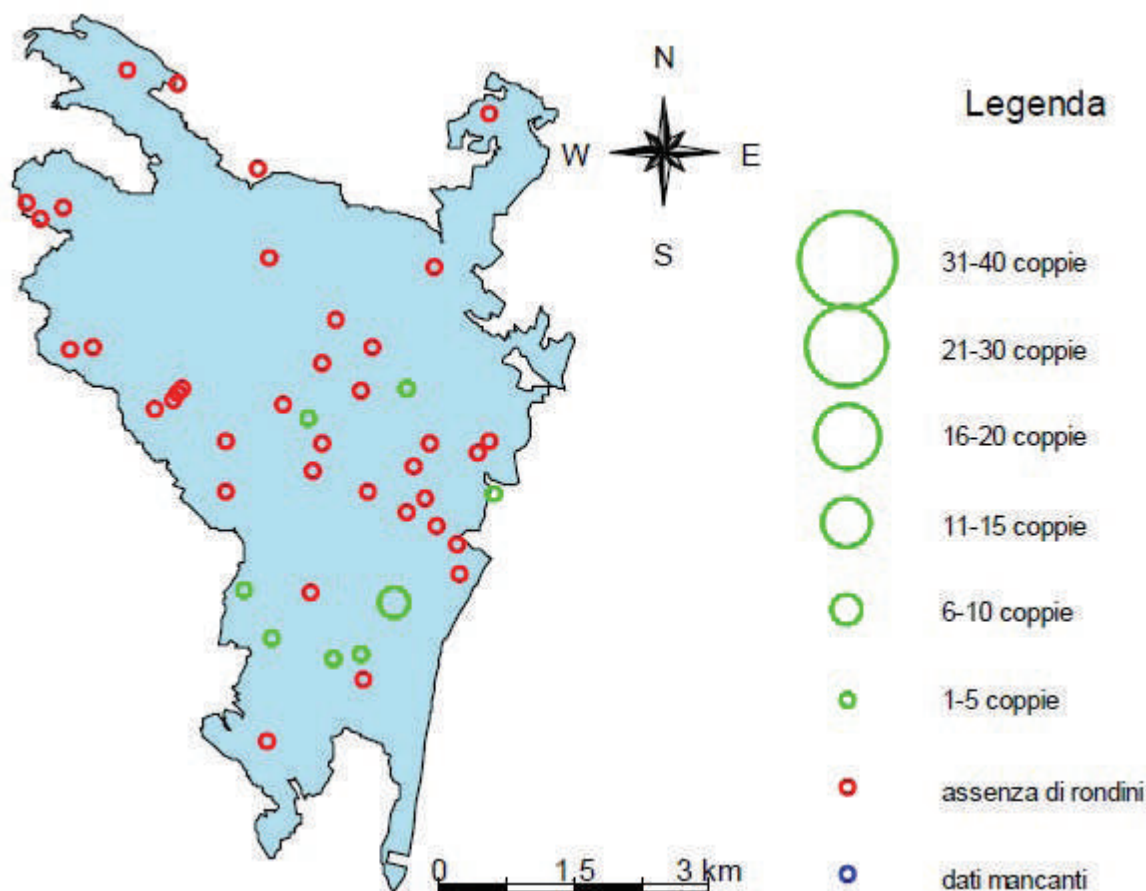 N
W E
S
Legenda
31-40 coppie
21-30 coppie
16-20 coppie
11-15 coppie
6-10 coppie
1-5 coppie
assenza di rondini
dati mancanti
0 1,5 3 km